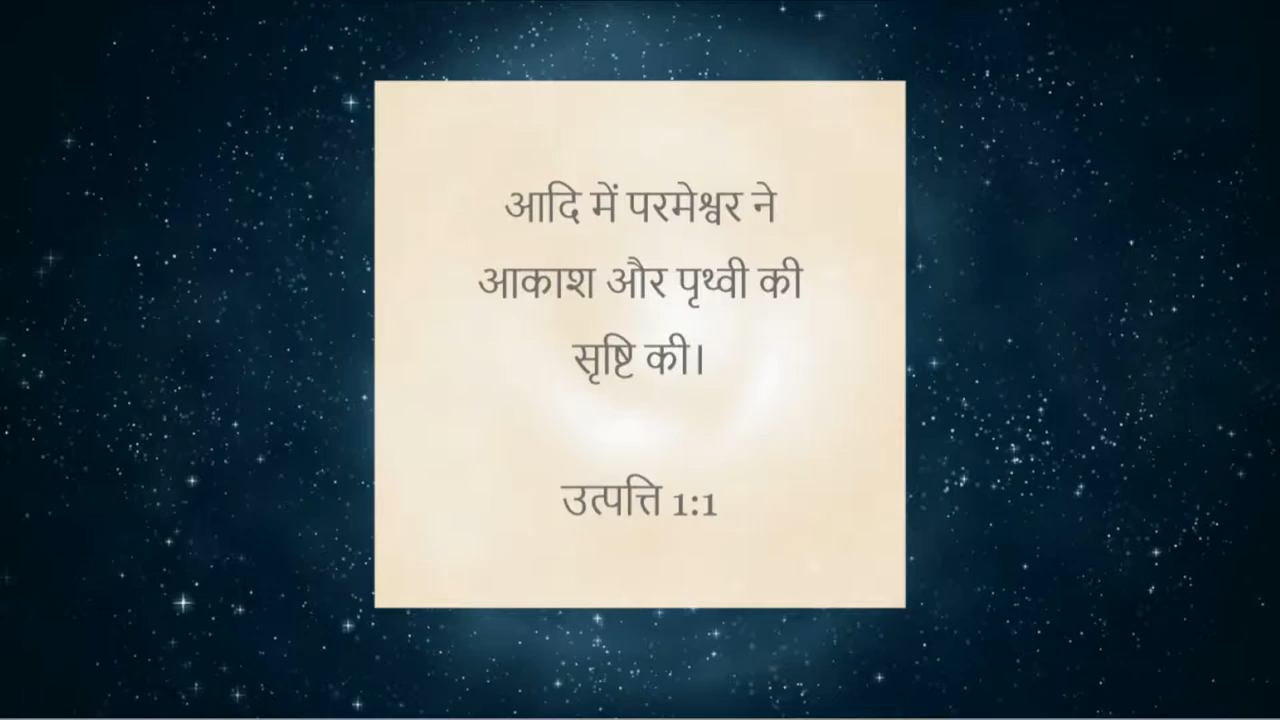 आदि में परमेश्वर ने
आकाश और पृथ्वी की
सृष्टि की।
उत्पत्ति 1:1